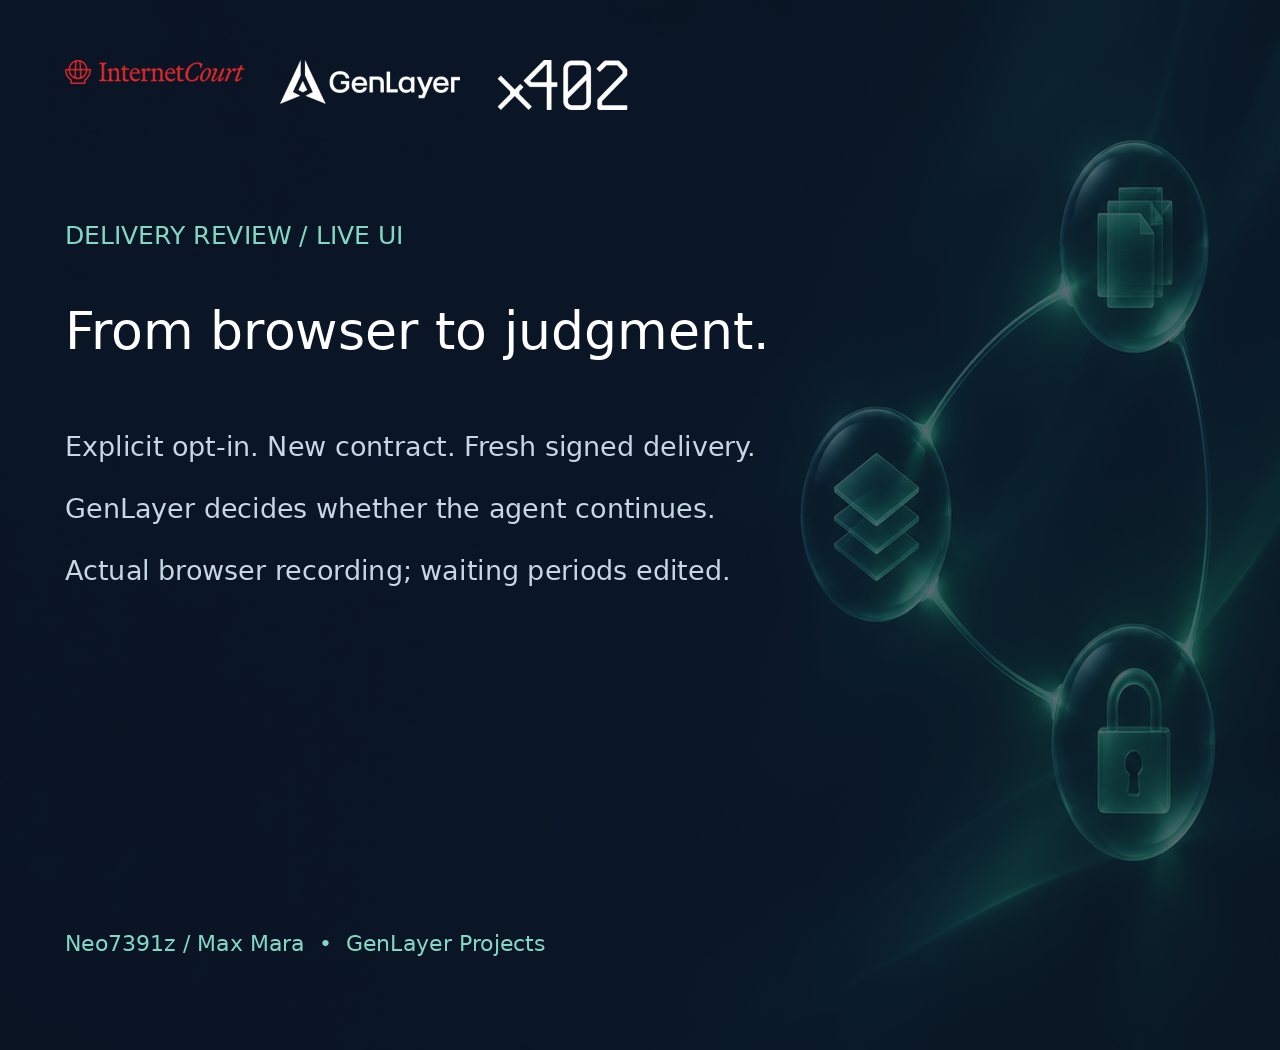 InternetCourt
GenLayer
x402
DELIVERY REVIEW / LIVE UI
From browser to judgment.
Explicit opt-in. New contract. Fresh signed delivery.
GenLayer decides whether the agent continues.
Actual browser recording; waiting periods edited.
Neo7391z / Max Mara • GenLayer Projects